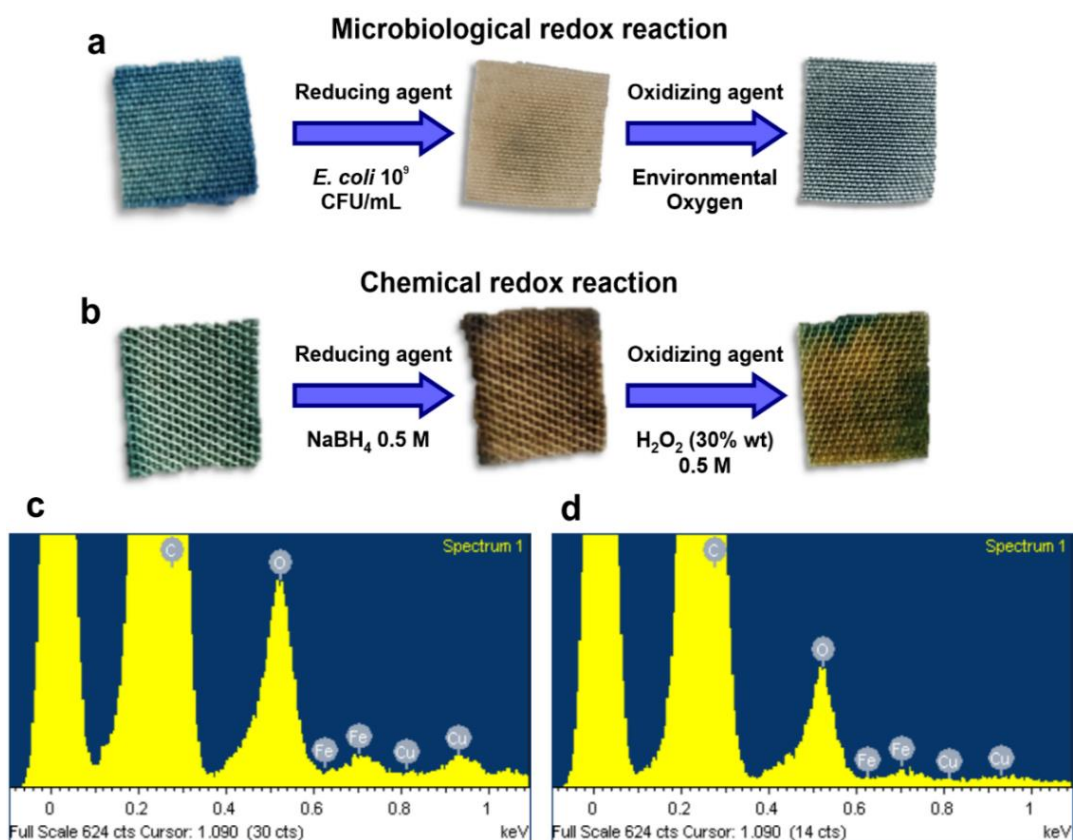 a
Microbiological redox reaction
Reducing agent
E. coli 10⁹
CFU/mL
Oxidizing agent
Environmental
Oxygen
b
Chemical redox reaction
Reducing agent
NaBH₄ 0.5 M
Oxidizing agent
H₂O₂ (30% wt)
0.5 M
c
Spectrum 1
C
O
Fe
Fe
Cu
Cu
0 0.2 0.4 0.6 0.8 1
Full Scale 624 cts Cursor: 1.090 (30 cts) keV
d
Spectrum 1
C
O
Fe
Fe
Cu
Cu
0 0.2 0.4 0.6 0.8 1
Full Scale 624 cts Cursor: 1.090 (14 cts) keV